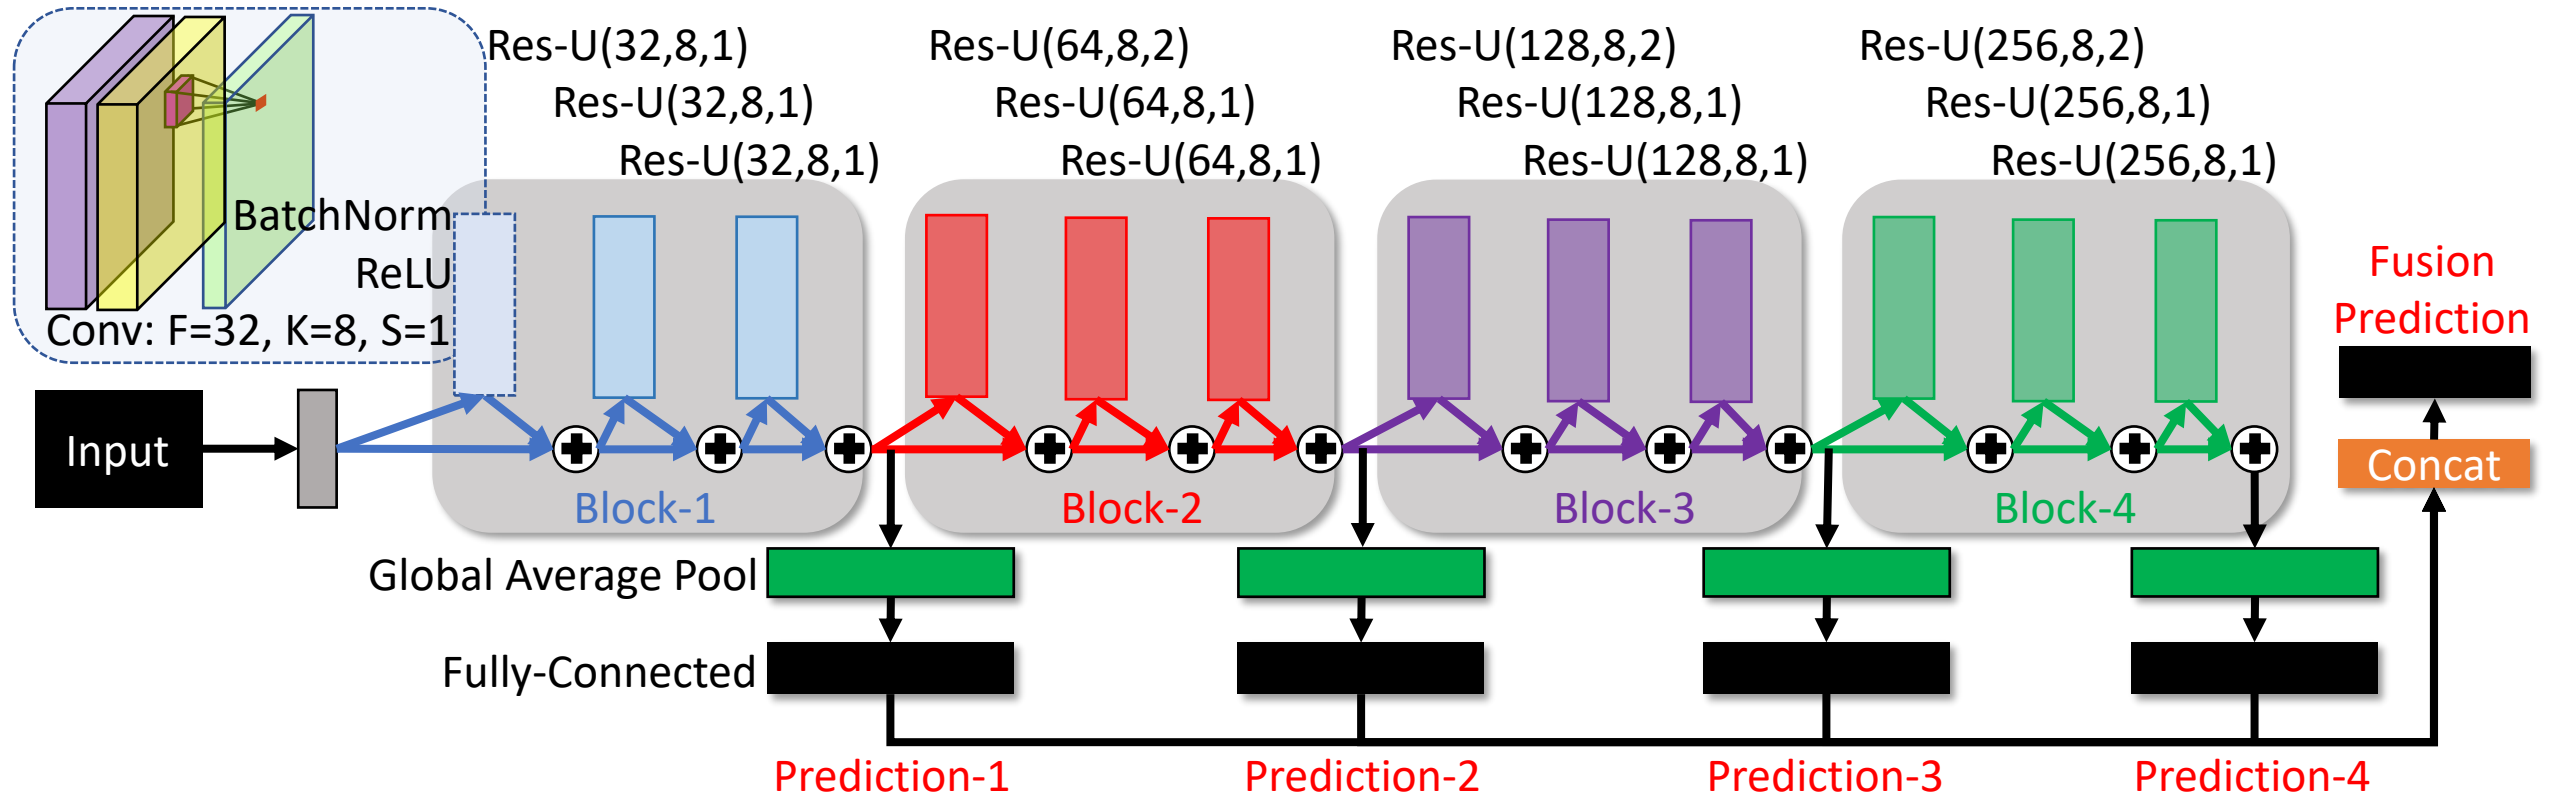 Res-U(32,8,1)
Res-U(32,8,1)
Res-U(32,8,1)
Res-U(64,8,2)
Res-U(64,8,1)
Res-U(64,8,1)
Res-U(128,8,2)
Res-U(128,8,1)
Res-U(128,8,1)
Res-U(256,8,2)
Res-U(256,8,1)
Res-U(256,8,1)
BatchNorm
ReLU
Conv: F=32, K=8, S=1
Input
Block-1
Block-2
Block-3
Block-4
Fusion
Prediction
Concat
Global Average Pool
Fully-Connected
Prediction-1
Prediction-2
Prediction-3
Prediction-4